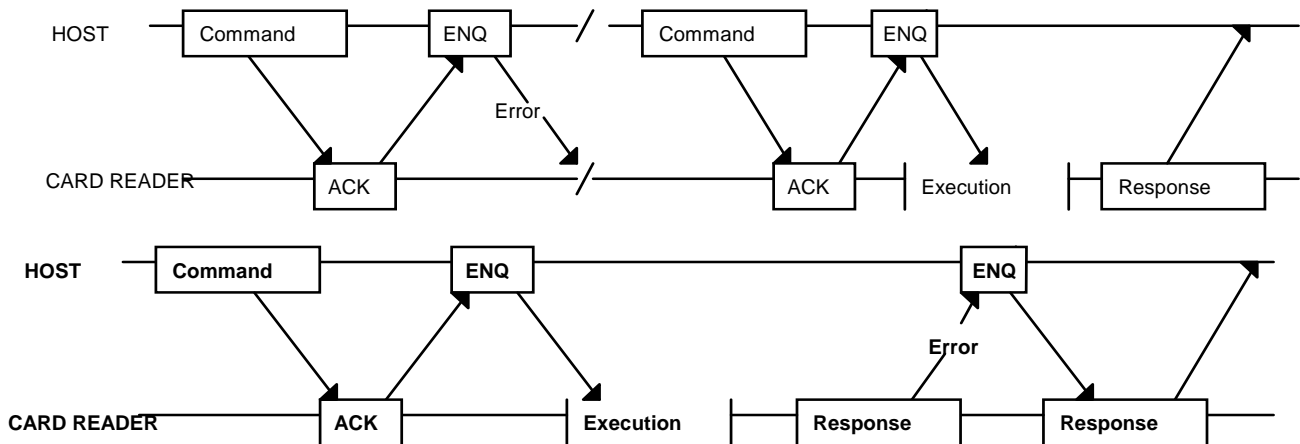 HOST Command ENQ Command ENQ
Error
CARD READER ACK ACK Execution Response
HOST Command ENQ ENQ
Error
CARD READER ACK Execution Response Response